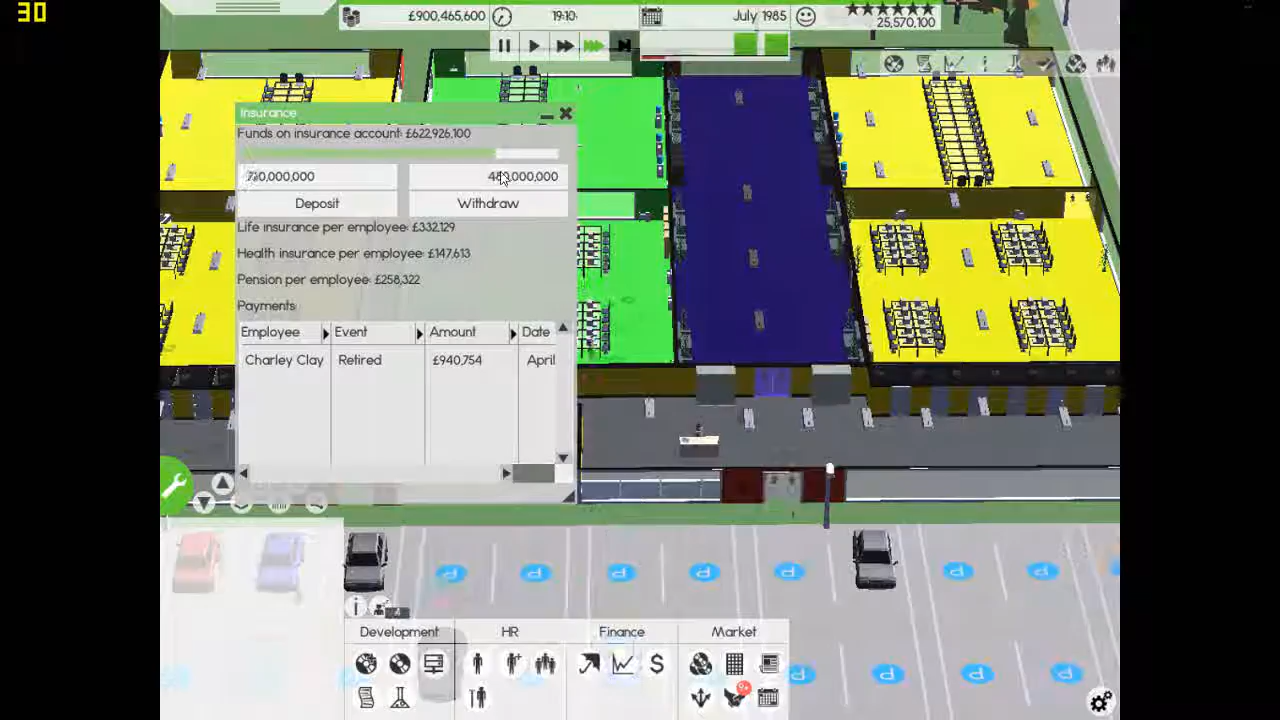 30
£900,465,600
19:10
July 1985
25,570,100
Insurance
Funds on insurance account: £622,926,100
Deposit
Withdraw
Life insurance per employee: £332,129
Health insurance per employee: £147,613
Pension per employee: £258,322
Payments:
Employee Event Amount Date
Charley Clay Retired £940,754 April
Development HR Finance Market